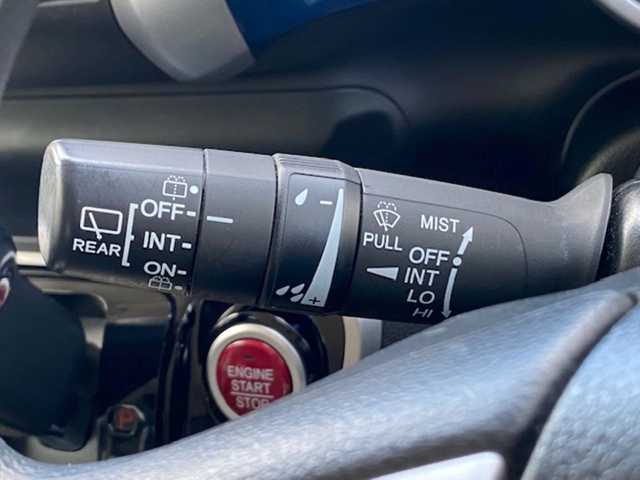 OFF
REAR
INT
ON
-
+
PULL
MIST
OFF
INT
LO
HI
ENGINE
START
STOP